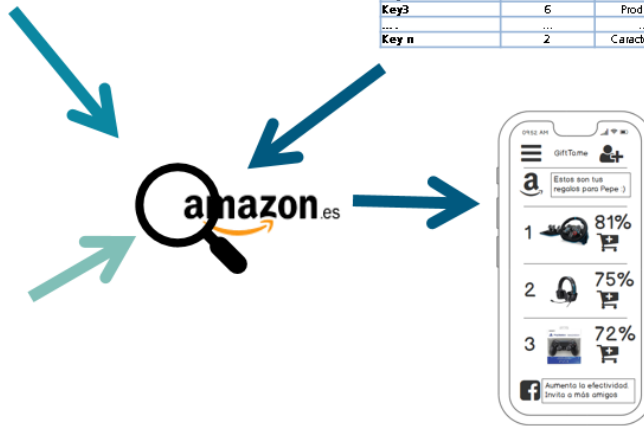 Key3 6 Prod
... ...
Key n 2 Caract
amazon.es
09:52 AM
GiftTome
Estos son tus
regalos para Pepe :)
1 81%
2 75%
3 72%
Aumenta la efectividad
Invita a más amigos